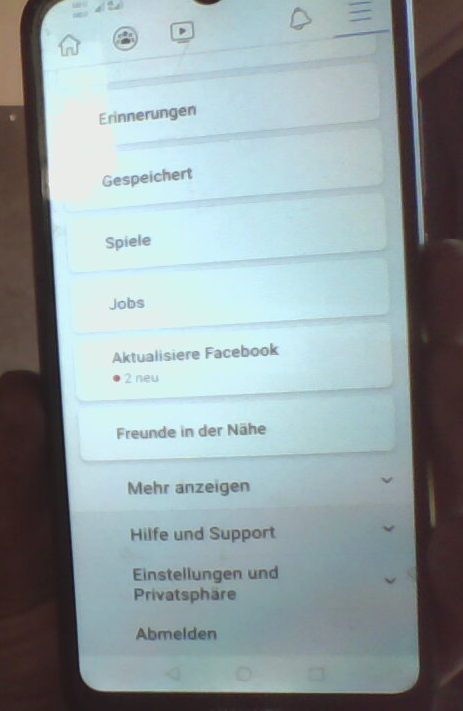 Erinnerungen
Gespeichert
Spiele
Jobs
Aktualisiere Facebook
2 neu
Freunde in der Nähe
Mehr anzeigen
Hilfe und Support
Einstellungen und
Privatsphäre
Abmelden